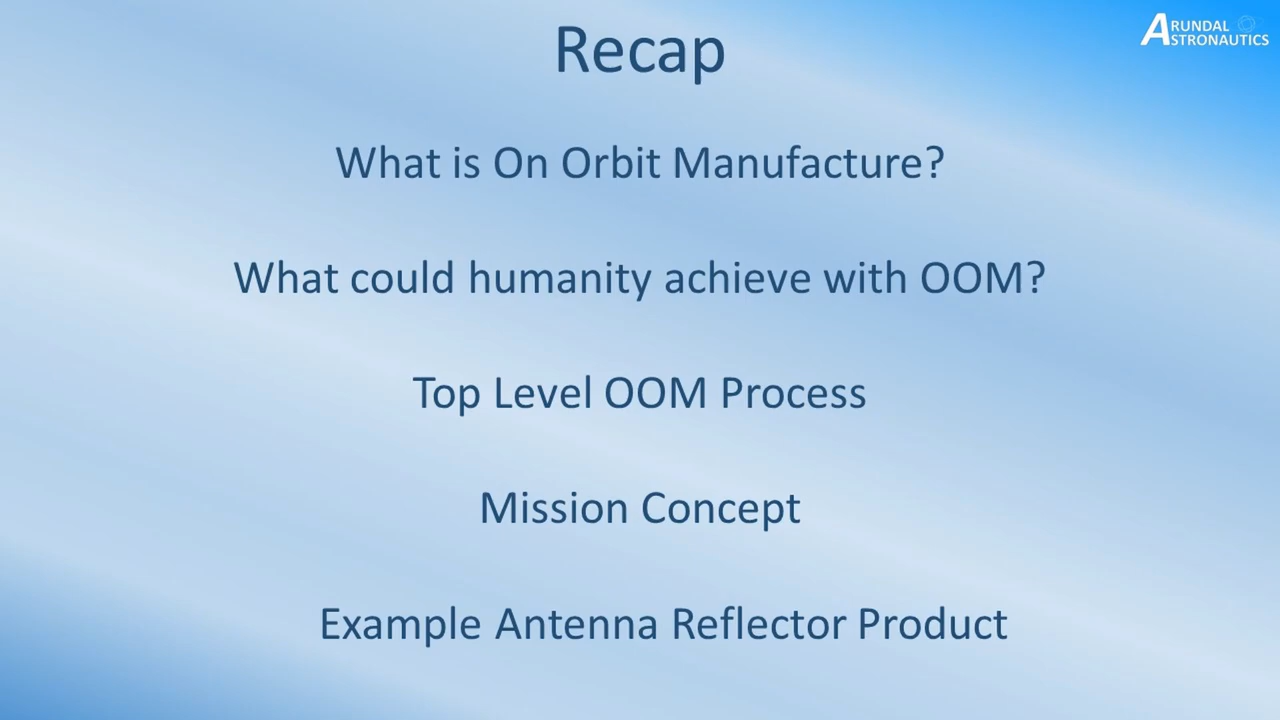 Recap
ARUNDAL
ASTRONAUTICS
What is On Orbit Manufacture?
What could humanity achieve with OOM?
Top Level OOM Process
Mission Concept
Example Antenna Reflector Product